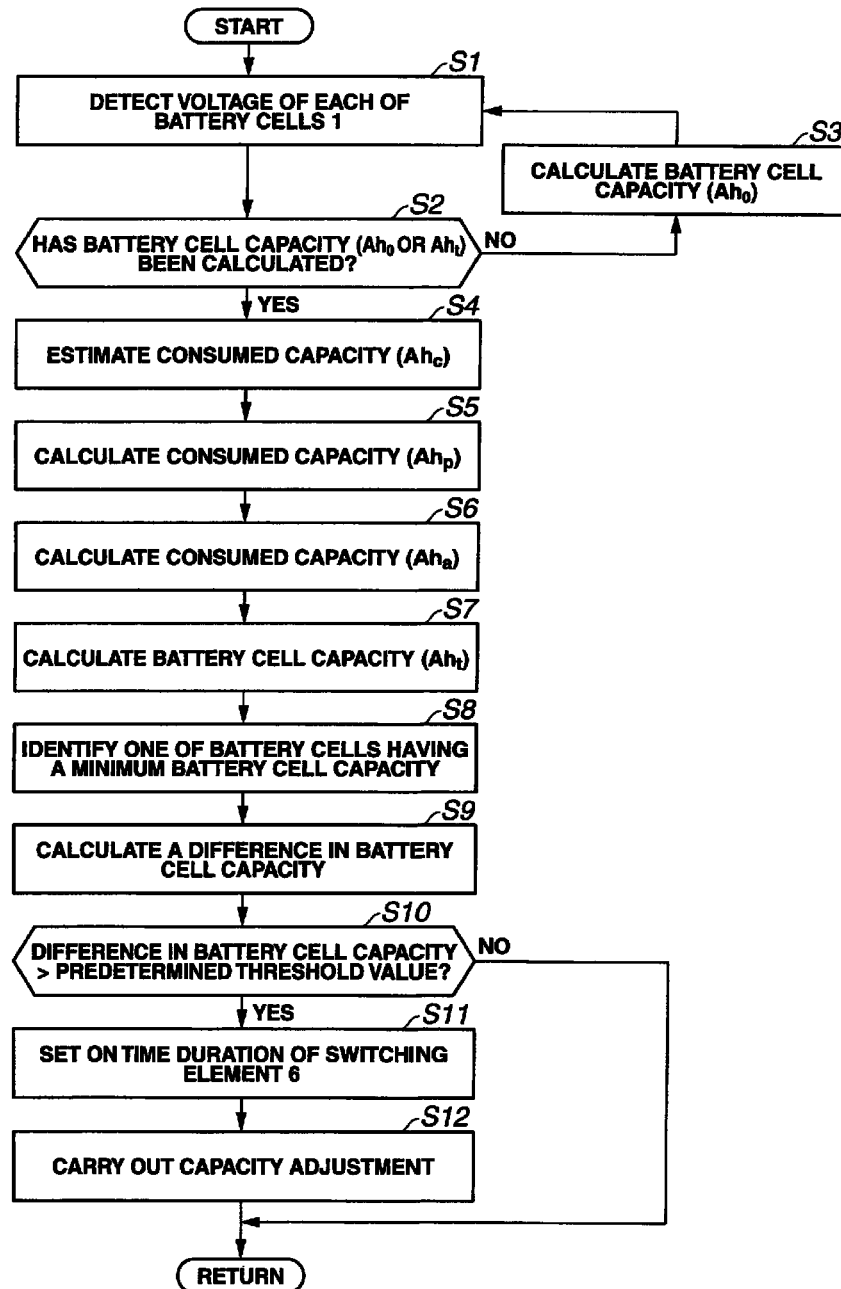 START
S1
DETECT VOLTAGE OF EACH OF
BATTERY CELLS 1
S3
CALCULATE BATTERY CELL
CAPACITY (Ah₀)
S2
HAS BATTERY CELL CAPACITY (Ah₀ OR Ahₜ)
BEEN CALCULATED?
NO
YES
S4
ESTIMATE CONSUMED CAPACITY (Ah꜀)
S5
CALCULATE CONSUMED CAPACITY (Ahₚ)
S6
CALCULATE CONSUMED CAPACITY (Ahₐ)
S7
CALCULATE BATTERY CELL CAPACITY (Ahₜ)
S8
IDENTIFY ONE OF BATTERY CELLS HAVING
A MINIMUM BATTERY CELL CAPACITY
S9
CALCULATE A DIFFERENCE IN BATTERY
CELL CAPACITY
S10
DIFFERENCE IN BATTERY CELL CAPACITY
> PREDETERMINED THRESHOLD VALUE?
NO
YES
S11
SET ON TIME DURATION OF SWITCHING
ELEMENT 6
S12
CARRY OUT CAPACITY ADJUSTMENT
RETURN